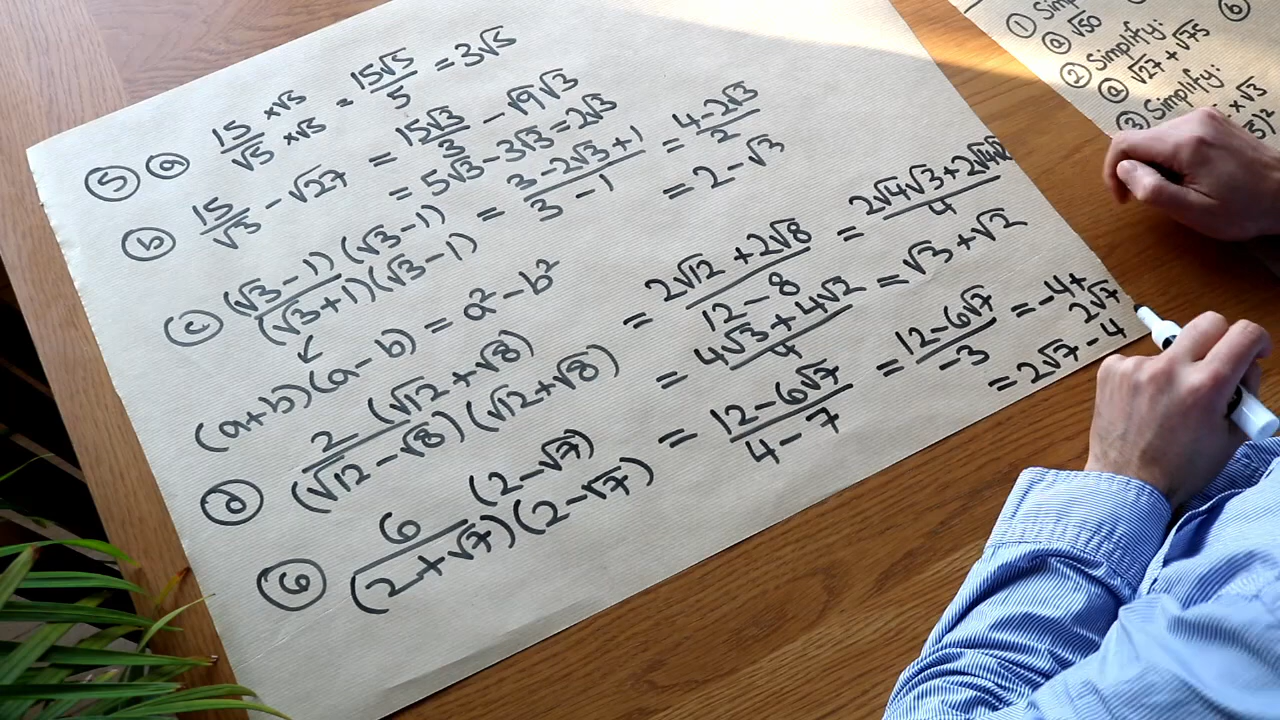 ⑤ ⓐ 15/√5 ×√5/×√5 = 15√5/5 = 3√5
ⓑ 15/√3 - √27 = 15√3/3 - √9√3
= 5√3 - 3√3 = 2√3
ⓒ (√3-1)(√3-1)/(√3+1)(√3-1) = 3-2√3+1/3-1 = 4-2√3/2
= 2-√3
(a+b)(a-b) = a²-b²
ⓓ 2(√12+√8)/(√12-√8)(√12+√8) = 2√12+2√8/12-8 = 2√4√3+2√4√2/4
= 4√3+4√2/4 = √3+√2
ⓔ 6(2-√7)/(2+√7)(2-√7) = 12-6√7/4-7 = 12-6√7/-3 = -4+2√7
= 2√7-4
① Simp
ⓐ √50
ⓑ
② Simplify:
ⓐ √27+√75
③ Simplify:
×√3
5)²